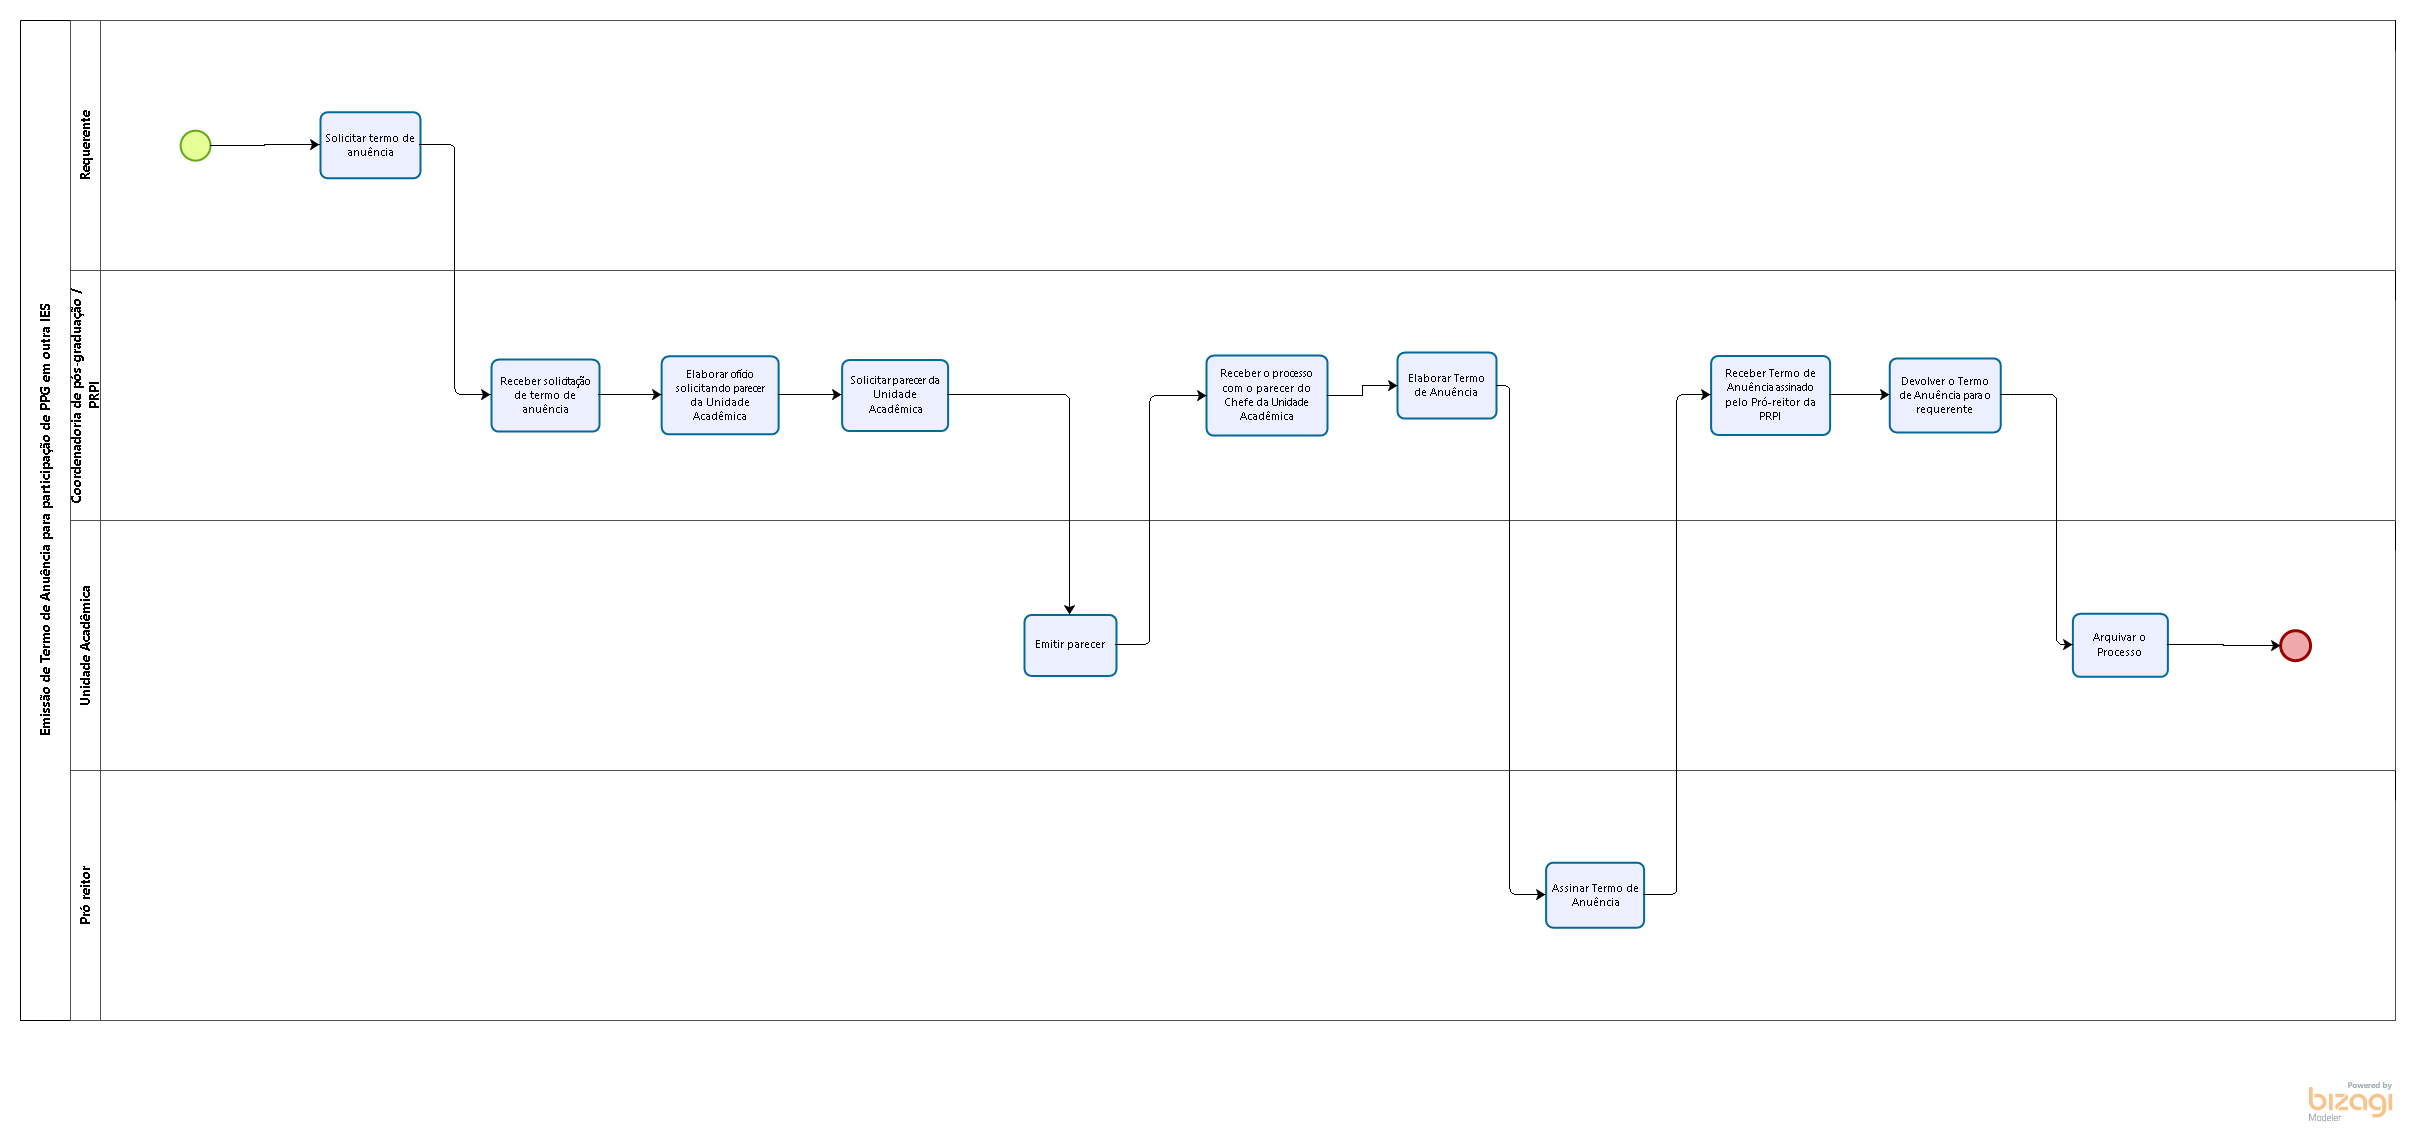 Emissão de Termo de Anuência para participação de PPG em outra IES
Requerente
Solicitar termo de
anuência
Coordenadoria de pós-graduação /
PRPI
Receber solicitação
de termo de
anuência
Elaborar ofício
solicitando parecer
da Unidade
Acadêmica
Solicitar parecer da
Unidade
Acadêmica
Receber o processo
com o parecer do
Chefe da Unidade
Acadêmica
Elaborar Termo
de Anuência
Receber Termo de
Anuência assinado
pelo Pró-reitor da
PRPI
Devolver o Termo
de Anuência para o
requerente
Unidade Acadêmica
Emitir parecer
Arquivar o
Processo
Pró reitor
Assinar Termo de
Anuência
Powered by
bizagi
Modeler